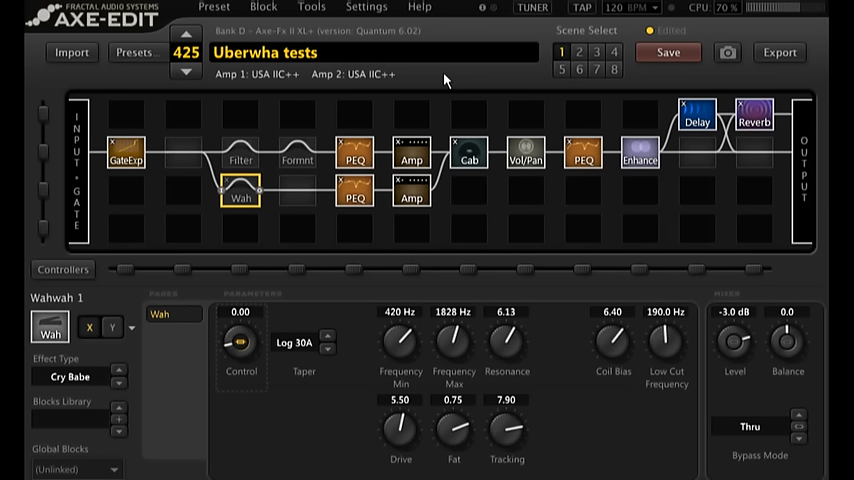 FRACTAL AUDIO SYSTEMS
AXE-EDIT
Preset Block Tools Settings Help
TUNER TAP 120 BPM CPU: 70 %
Bank D - Axe-Fx II XL+ (version: Quantum 6.02)
Scene Select
Edited
Import Presets... 425 Uberwha tests
1 2 3 4
5 6 7 8
Save Export
Amp 1: USA IIC++ Amp 2: USA IIC++
INPUT • GATE
X Delay X Reverb
X GateExp Filter Formnt X PEQ X Amp X Cab Vol/Pan X PEQ Enhance
X Wah X PEQ X Amp
OUTPUT
Controllers
Wahwah 1
PAGES
PARAMETERS
MIXER
Wah X Y
Effect Type
Cry Babe
Blocks Library
Global Blocks
(Unlinked)
Wah
0.00 420 Hz 1828 Hz 6.13 6.40 190.0 Hz
Log 30A
Control Taper Frequency Min Frequency Max Resonance Coil Bias Low Cut Frequency
5.50 0.75 7.90
Drive Fat Tracking
-3.0 dB 0.0
Level Balance
Thru
Bypass Mode